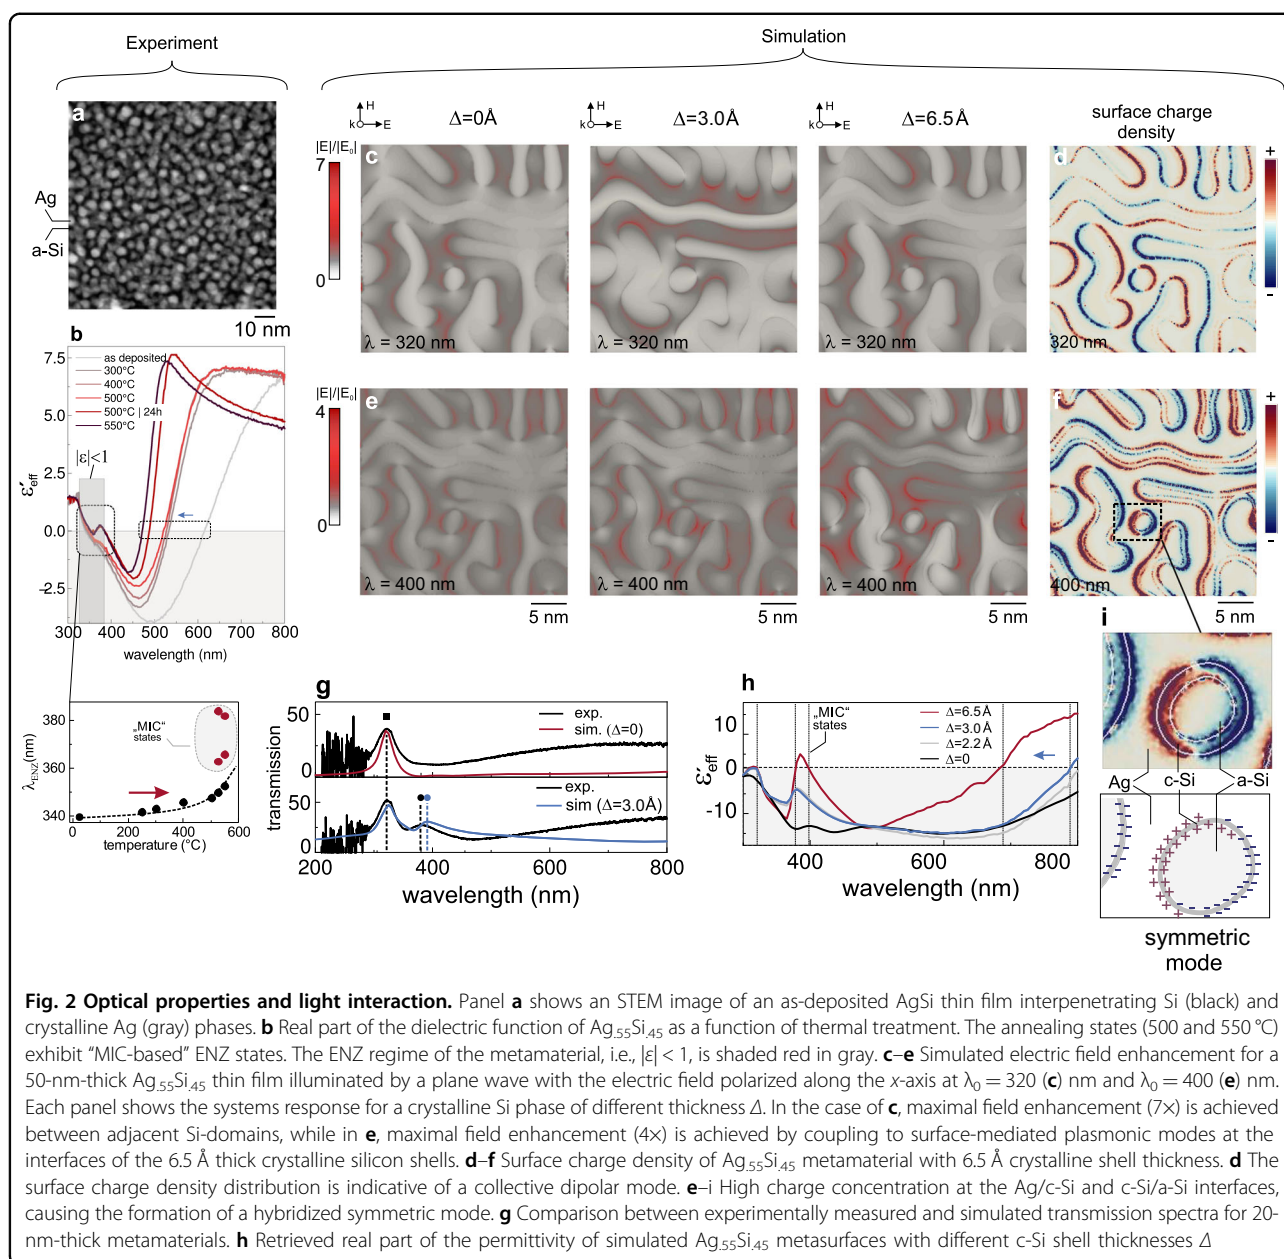 Experiment
Simulation
a
Ag
a-Si
10 nm
H
k E
Δ=0Å
H
k E
Δ=3.0Å
H
k E
Δ=6.5Å
surface charge
density
|E|/|E₀|
7
0
c
λ = 320 nm
λ = 320 nm
λ = 320 nm
d
320 nm
+
-
b
7.5
5.0
2.5
0.0
-2.5
ε′eff
as deposited
300°C
400°C
500°C
500°C | 24h
550°C
|ε|<1
300 400 500 600 700 800
wavelength (nm)
|E|/|E₀|
4
0
e
λ = 400 nm
λ = 400 nm
λ = 400 nm
5 nm
5 nm
5 nm
f
400 nm
5 nm
+
-
380
360
340
λENZ(nm)
„MIC“
states
0 200 400 600
temperature (°C)
g
50
0
50
0
transmission
exp.
sim. (Δ=0)
exp.
sim (Δ=3.0Å)
200 400 600 800
wavelength (nm)
h
10
0
-10
ε′eff
„MIC“
states
Δ=6.5Å
Δ=3.0Å
Δ=2.2Å
Δ=0
400 600 800
wavelength (nm)
i
Ag c-Si a-Si
symmetric
mode
Fig. 2 Optical properties and light interaction. Panel a shows an STEM image of an as-deposited AgSi thin film interpenetrating Si (black) and
crystalline Ag (gray) phases. b Real part of the dielectric function of Ag.55Si.45 as a function of thermal treatment. The annealing states (500 and 550 °C)
exhibit “MIC-based” ENZ states. The ENZ regime of the metamaterial, i.e., |ε| < 1, is shaded red in gray. c–e Simulated electric field enhancement for a
50-nm-thick Ag.55Si.45 thin film illuminated by a plane wave with the electric field polarized along the x-axis at λ₀ = 320 (c) nm and λ₀ = 400 (e) nm.
Each panel shows the systems response for a crystalline Si phase of different thickness Δ. In the case of c, maximal field enhancement (7×) is achieved
between adjacent Si-domains, while in e, maximal field enhancement (4×) is achieved by coupling to surface-mediated plasmonic modes at the
interfaces of the 6.5 Å thick crystalline silicon shells. d–f Surface charge density of Ag.55Si.45 metamaterial with 6.5 Å crystalline shell thickness. d The
surface charge density distribution is indicative of a collective dipolar mode. e–i High charge concentration at the Ag/c-Si and c-Si/a-Si interfaces,
causing the formation of a hybridized symmetric mode. g Comparison between experimentally measured and simulated transmission spectra for 20-
nm-thick metamaterials. h Retrieved real part of the permittivity of simulated Ag.55Si.45 metasurfaces with different c-Si shell thicknesses Δ